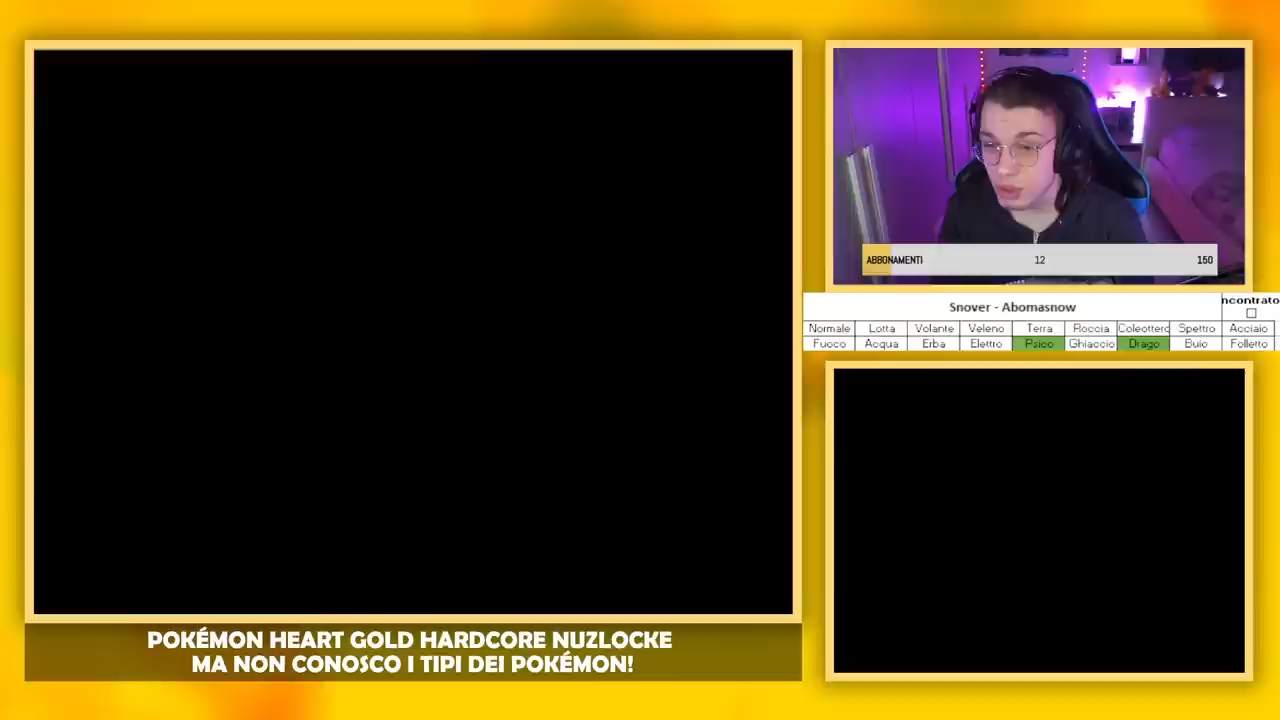 ABBONAMENTI 12 150
Snover - Abomasnow
ncontrato
Normale Lotta Volante Veleno Terra Roccia Coleottero Spettro Acciaio
Fuoco Acqua Erba Elettro Psico Ghiaccio Drago Buio Folletto
POKÉMON HEART GOLD HARDCORE NUZLOCKE
MA NON CONOSCO I TIPI DEI POKÉMON!